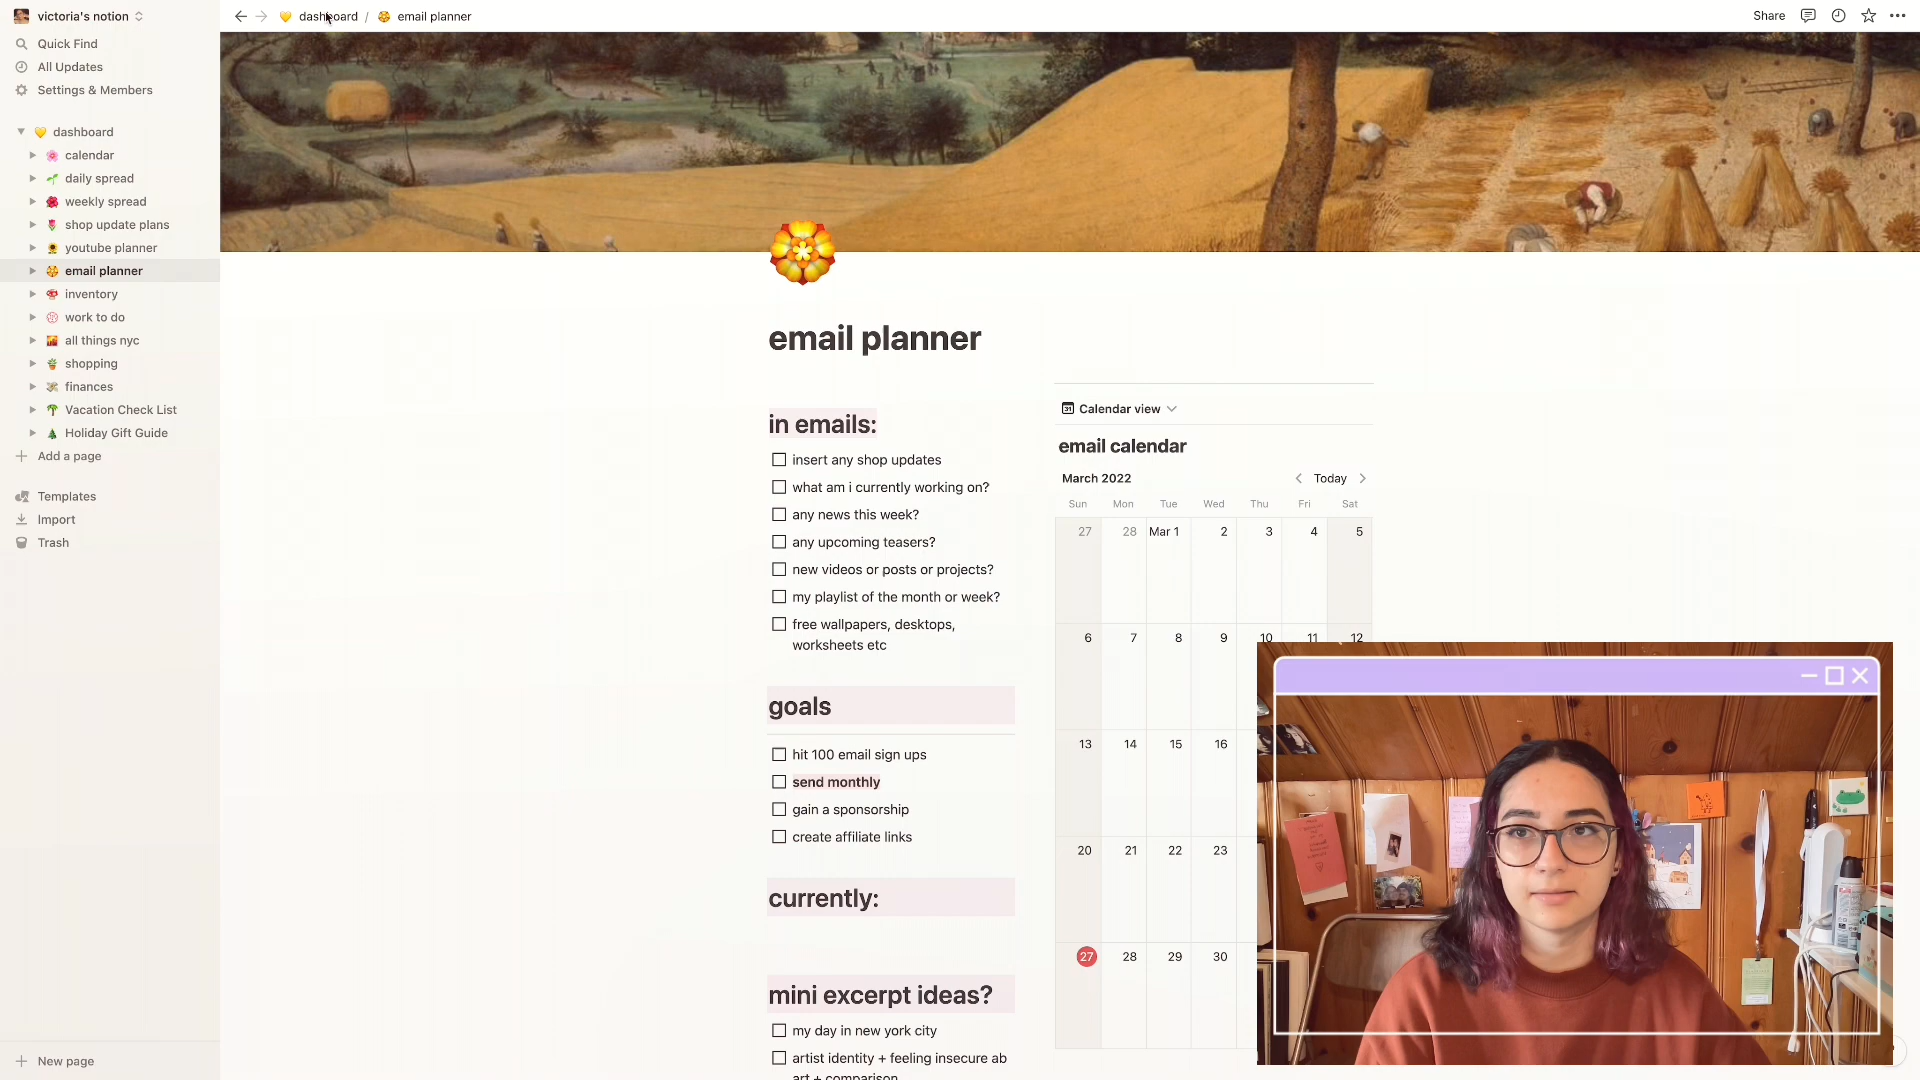 victoria's notion
Quick Find
All Updates
Settings & Members
dashboard
calendar
daily spread
weekly spread
shop update plans
youtube planner
email planner
inventory
work to do
all things nyc
shopping
finances
Vacation Check List
Holiday Gift Guide
Add a page
Templates
Import
Trash
New page
dashboard / email planner
Share
email planner
in emails:
insert any shop updates
what am i currently working on?
any news this week?
any upcoming teasers?
new videos or posts or projects?
my playlist of the month or week?
free wallpapers, desktops,
worksheets etc
goals
hit 100 email sign ups
send monthly
gain a sponsorship
create affiliate links
currently:
mini excerpt ideas?
my day in new york city
artist identity + feeling insecure ab
art + comparison
Calendar view
email calendar
March 2022
Today
Sun Mon Tue Wed Thu Fri Sat
27 28 Mar 1 2 3 4 5
6 7 8 9 10 11 12
13 14 15 16
20 21 22 23
27 28 29 30